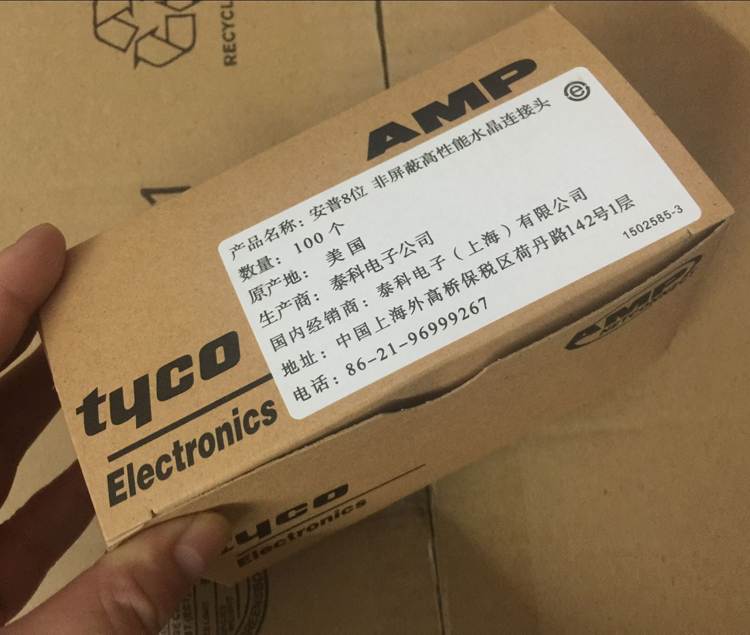 RECYC
AMP
产品名称: 安普8位 非屏蔽高性能水晶连接头
数量: 100 个
原产地: 美国
生产商: 泰科电子公司
国内经销商: 泰科电子(上海)有限公司
地址: 中国上海外高桥保税区荷丹路142号1层
电话: 86-21-96999267
1502585-3
tyco
Electronics
AMP
tyco
Electronics